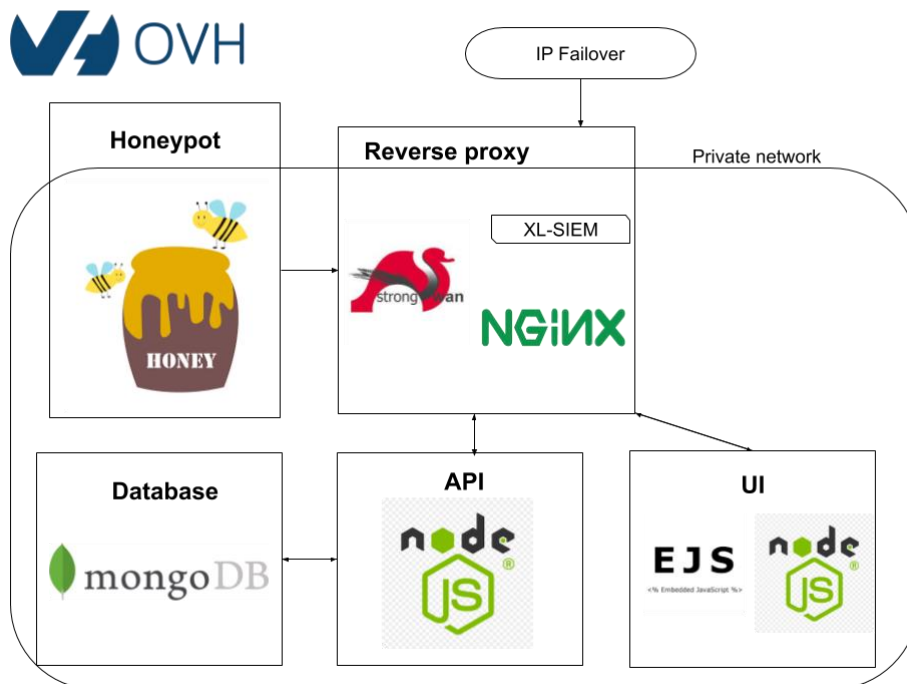 OVH
IP Failover
Honeypot
Reverse proxy
Private network
XL-SIEM
strongswan
NGiNX
HONEY
Database
API
UI
mongoDB
node
JS
®
EJS
<% Embedded JavaScript %>
node
JS
®